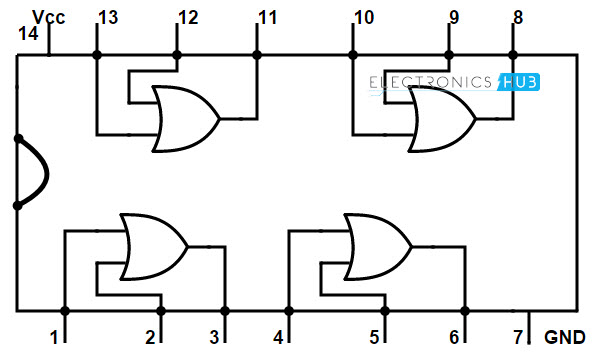 14 Vcc 13 12 11 10 9 8
ELECTRONICS HUB
1 2 3 4 5 6 7 GND